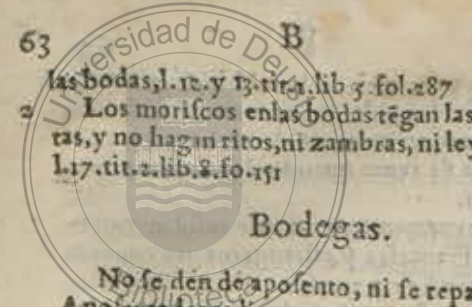 63 B
las bodas, l.12. y 13. tit.1. lib 5. fol.287
2 Los moriscos enlas bodas tēgan las
tas, y no hagan ritos, ni zambras, ni ley
l.17. tit.2. lib.8. fo.151
Bodegas.
No se den de aposento, ni se repa